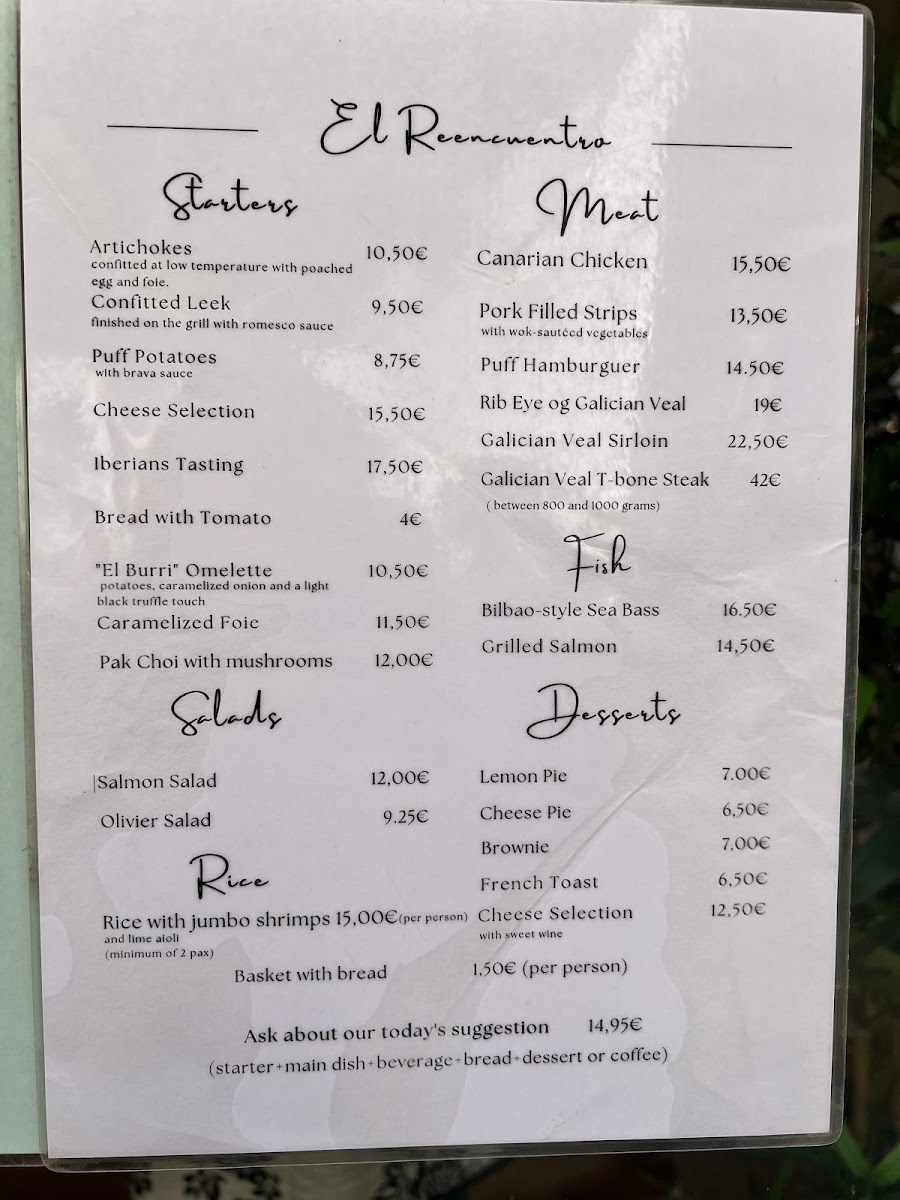 El Reencuentro
Starters
Artichokes 10,50€
confitted at low temperature with poached
egg and foie.
Confitted Leek 9,50€
finished on the grill with romesco sauce
Puff Potatoes 8,75€
with brava sauce
Cheese Selection 15,50€
Iberians Tasting 17,50€
Bread with Tomato 4€
"El Burri" Omelette 10,50€
potatoes, caramelized onion and a light
black truffle touch
Caramelized Foie 11,50€
Pak Choi with mushrooms 12,00€
Salads
Salmon Salad 12,00€
Olivier Salad 9.25€
Rice
Rice with jumbo shrimps 15,00€ (per person)
and lime aioli
(minimum of 2 pax)
Meat
Canarian Chicken 15,50€
Pork Filled Strips 13,50€
with wok-sautéed vegetables
Puff Hamburguer 14.50€
Rib Eye og Galician Veal 19€
Galician Veal Sirloin 22,50€
Galician Veal T-bone Steak 42€
( between 800 and 1000 grams)
Fish
Bilbao-style Sea Bass 16.50€
Grilled Salmon 14,50€
Desserts
Lemon Pie 7.00€
Cheese Pie 6,50€
Brownie 7,00€
French Toast 6,50€
Cheese Selection 12,50€
with sweet wine
Basket with bread 1,50€ (per person)
Ask about our today's suggestion 14,95€
(starter+main dish+beverage+bread+dessert or coffee)